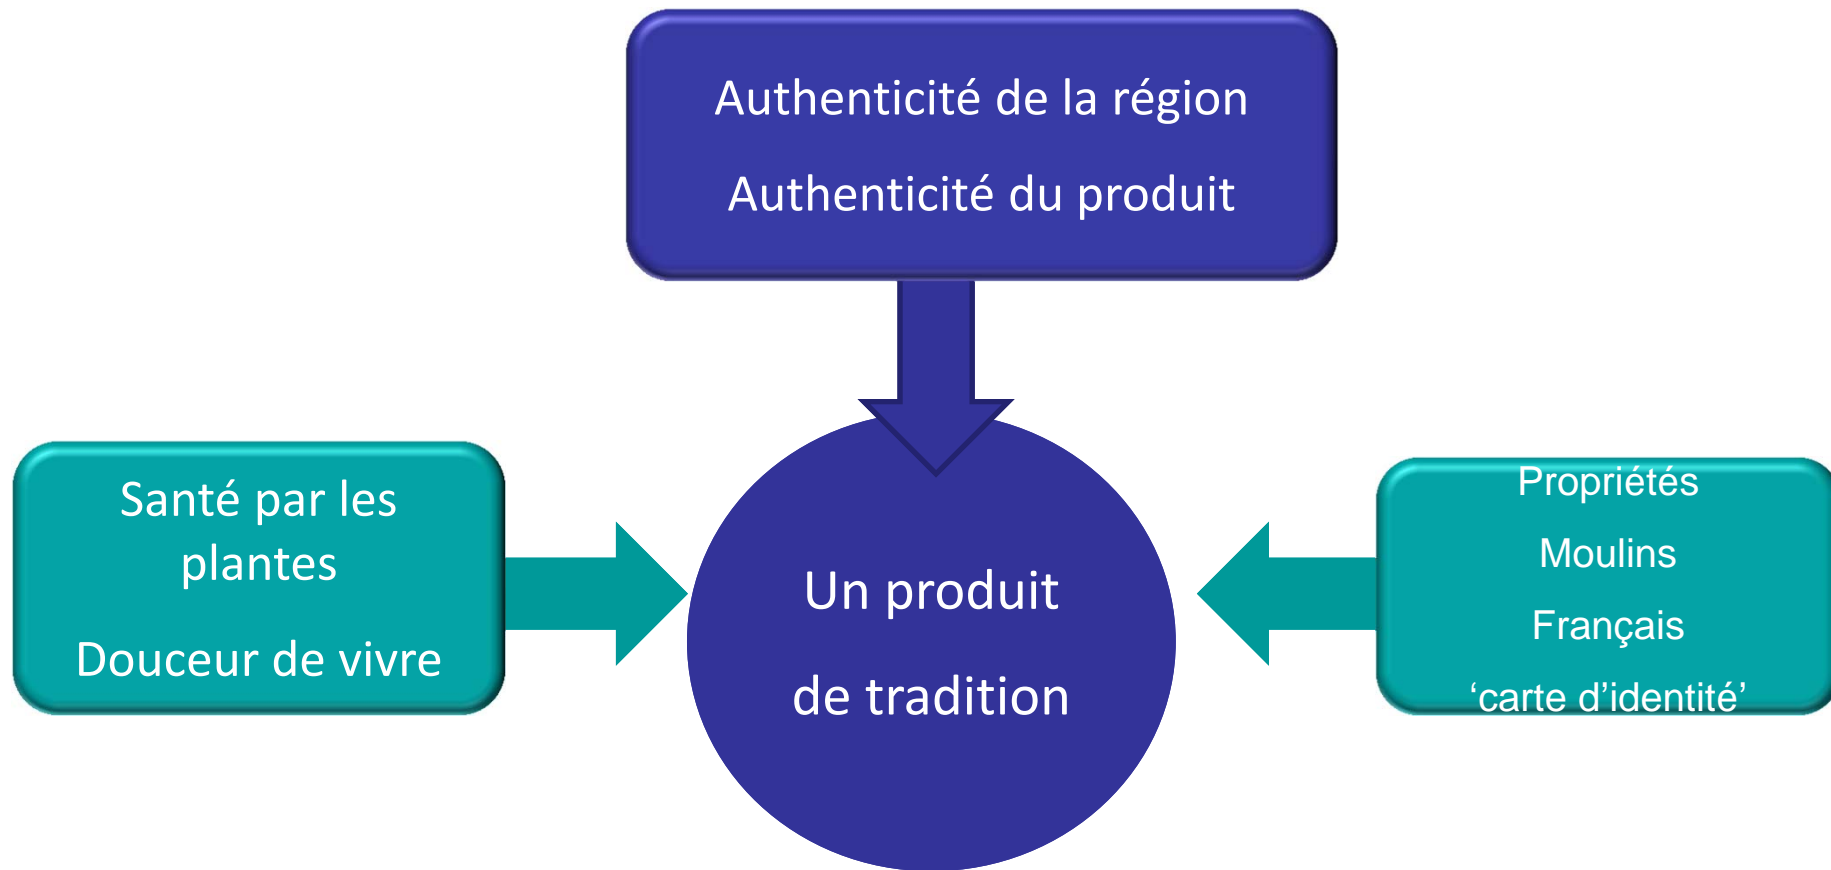 Authenticité de la région
Authenticité du produit
Santé par les
plantes
Douceur de vivre
Un produit
de tradition
Propriétés
Moulins
Français
‘carte d’identité’